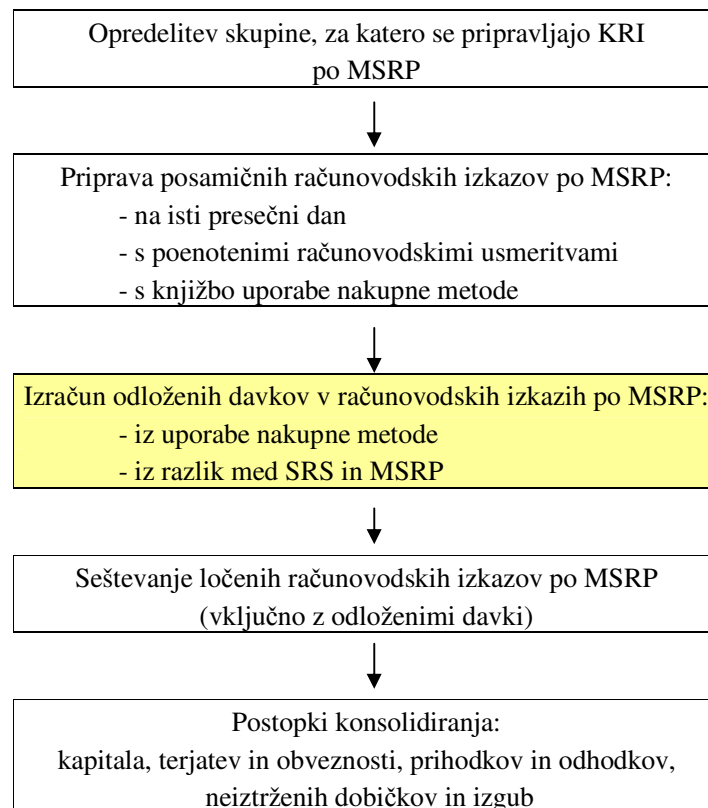 Opredelitev skupine, za katero se pripravljajo KRI
po MSRP
Priprava posamičnih računovodskih izkazov po MSRP:
- na isti presečni dan
- s poenotenimi računovodskimi usmeritvami
- s knjižbo uporabe nakupne metode
Izračun odloženih davkov v računovodskih izkazih po MSRP:
- iz uporabe nakupne metode
- iz razlik med SRS in MSRP
Seštevanje ločenih računovodskih izkazov po MSRP
(vključno z odloženimi davki)
Postopki konsolidiranja:
kapitala, terjatev in obveznosti, prihodkov in odhodkov,
neiztrženih dobičkov in izgub